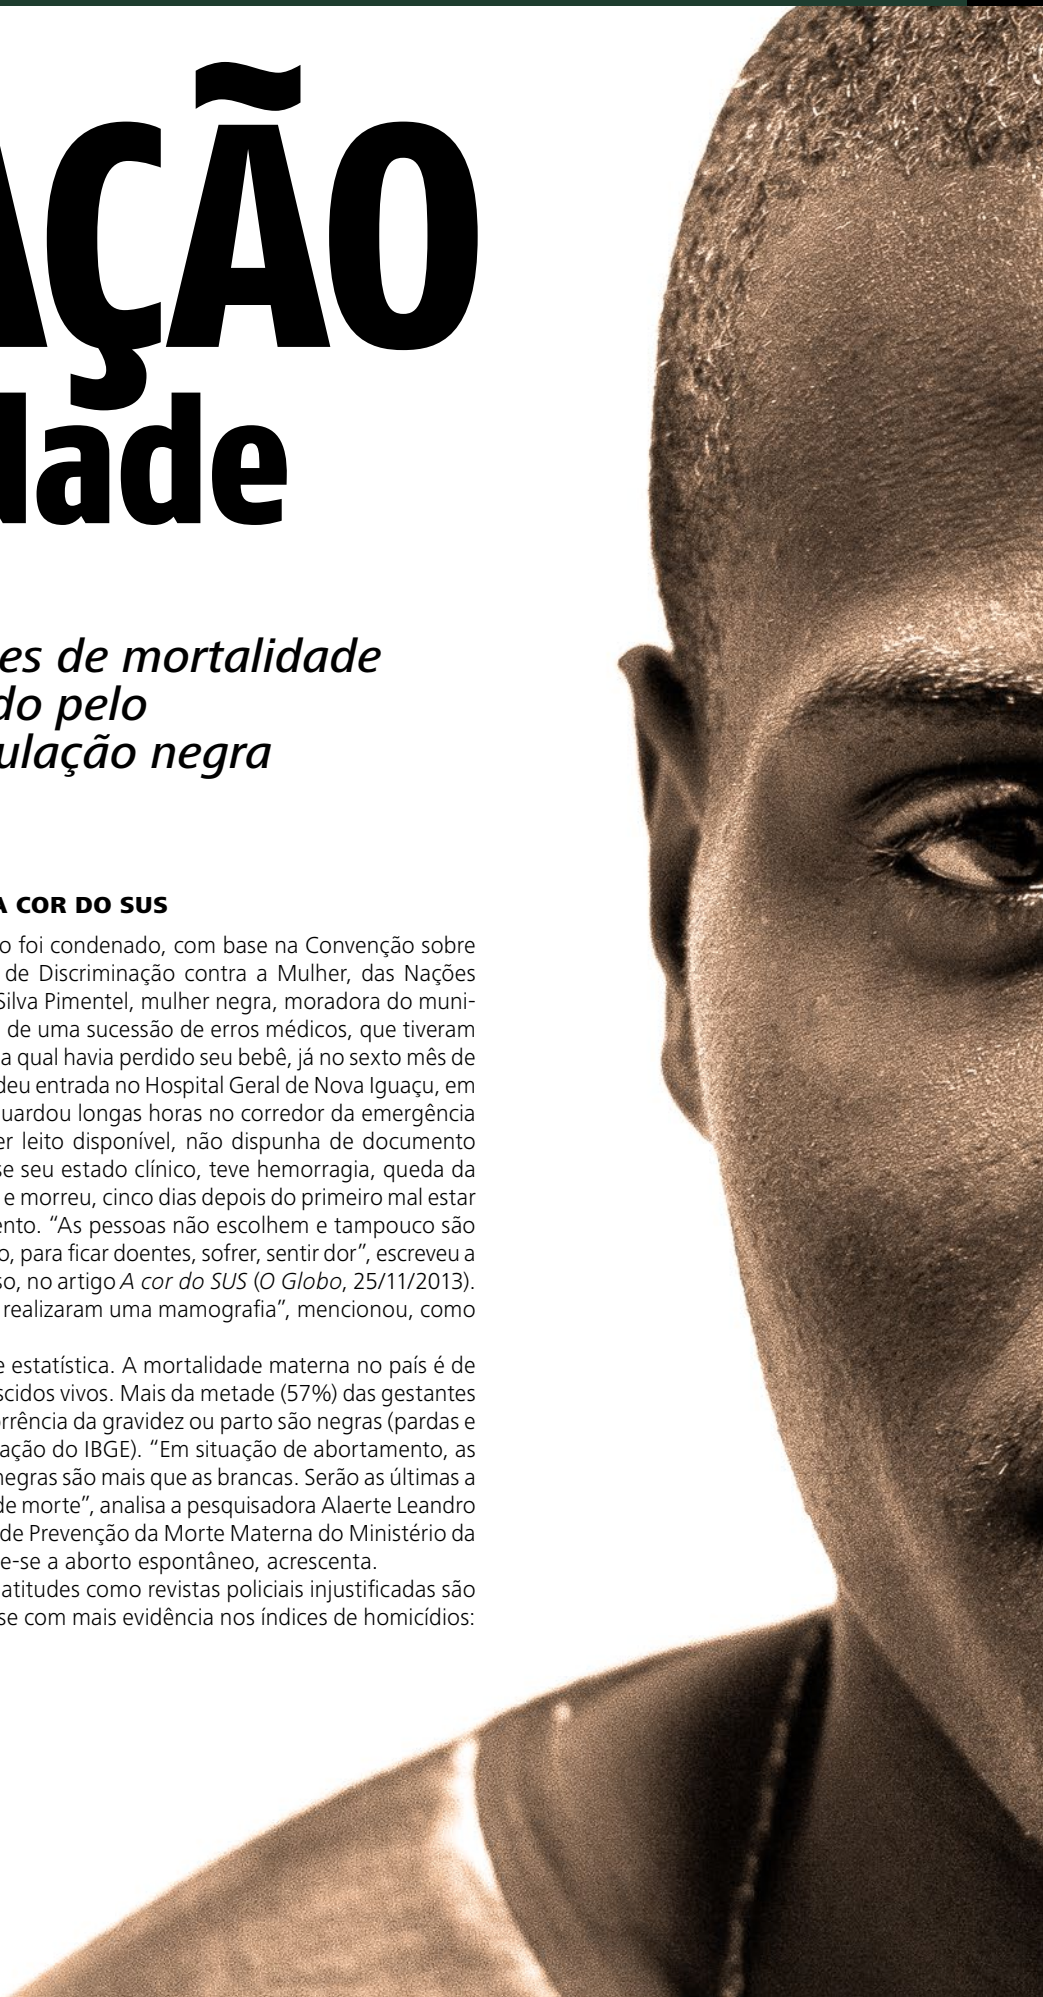 AÇÃO
dade
es de mortalidade
do pelo
ulação negra
A COR DO SUS
o foi condenado, com base na Convenção sobre
de Discriminação contra a Mulher, das Nações
Silva Pimentel, mulher negra, moradora do muni-
de uma sucessão de erros médicos, que tiveram
a qual havia perdido seu bebê, já no sexto mês de
deu entrada no Hospital Geral de Nova Iguaçu, em
uardou longas horas no corredor da emergência
er leito disponível, não dispunha de documento
se seu estado clínico, teve hemorragia, queda da
e morreu, cinco dias depois do primeiro mal estar
ento. “As pessoas não escolhem e tampouco são
o, para ficar doentes, sofrer, sentir dor”, escreveu a
so, no artigo A cor do SUS (O Globo, 25/11/2013).
realizaram uma mamografia”, mencionou, como
e estatística. A mortalidade materna no país é de
scidos vivos. Mais da metade (57%) das gestantes
orrência da gravidez ou parto são negras (pardas e
ação do IBGE). “Em situação de abortamento, as
negras são mais que as brancas. Serão as últimas a
de morte”, analisa a pesquisadora Alaerte Leandro
de Prevenção da Morte Materna do Ministério da
e-se a aborto espontâneo, acrescenta.
atitudes como revistas policiais injustificadas são
se com mais evidência nos índices de homicídios: